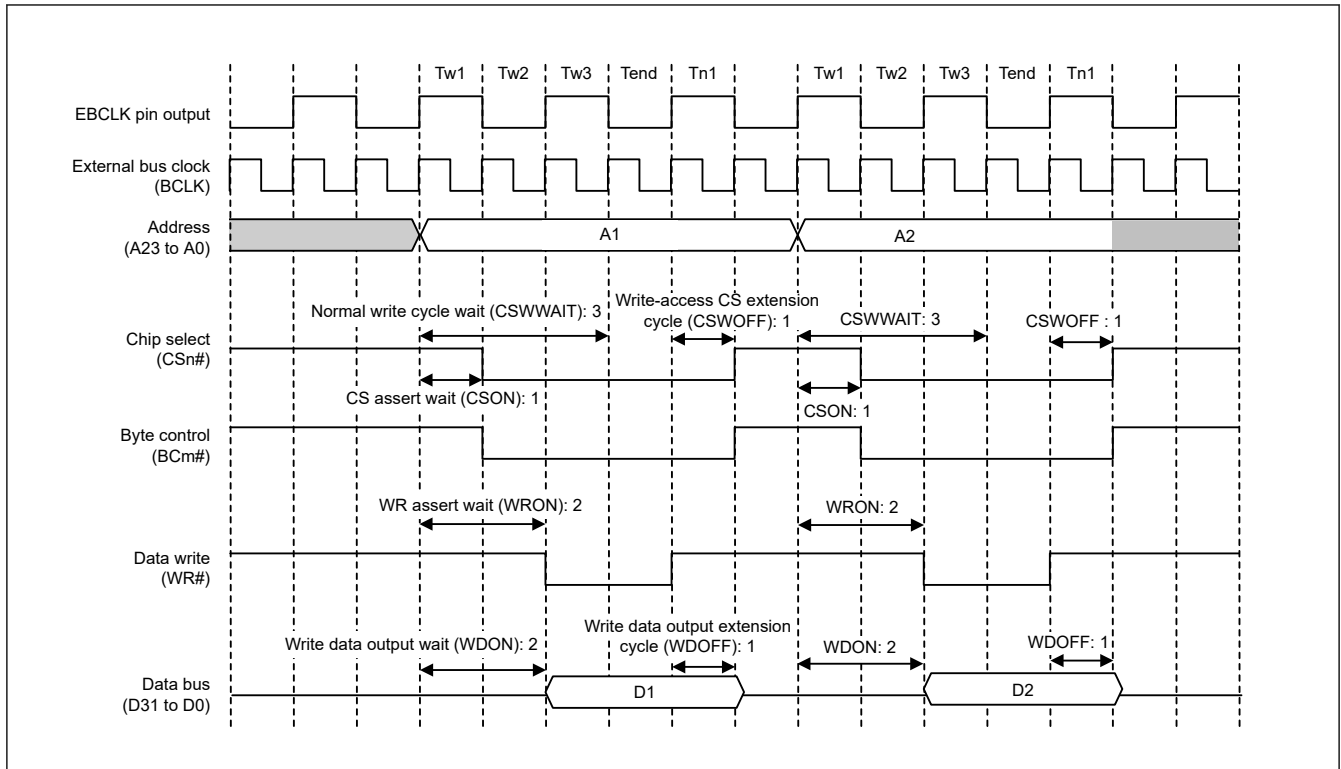 Tw1 Tw2 Tw3 Tend Tn1 Tw1 Tw2 Tw3 Tend Tn1
EBCLK pin output
External bus clock
(BCLK)
Address
(A23 to A0)
A1 A2
Normal write cycle wait (CSWWAIT): 3
Write-access CS extension
cycle (CSWOFF): 1
CSWWAIT: 3
CSWOFF : 1
Chip select
(CSn#)
CS assert wait (CSON): 1
CSON: 1
Byte control
(BCm#)
WR assert wait (WRON): 2
WRON: 2
Data write
(WR#)
Write data output wait (WDON): 2
Write data output extension
cycle (WDOFF): 1
WDON: 2
WDOFF: 1
Data bus
(D31 to D0)
D1 D2